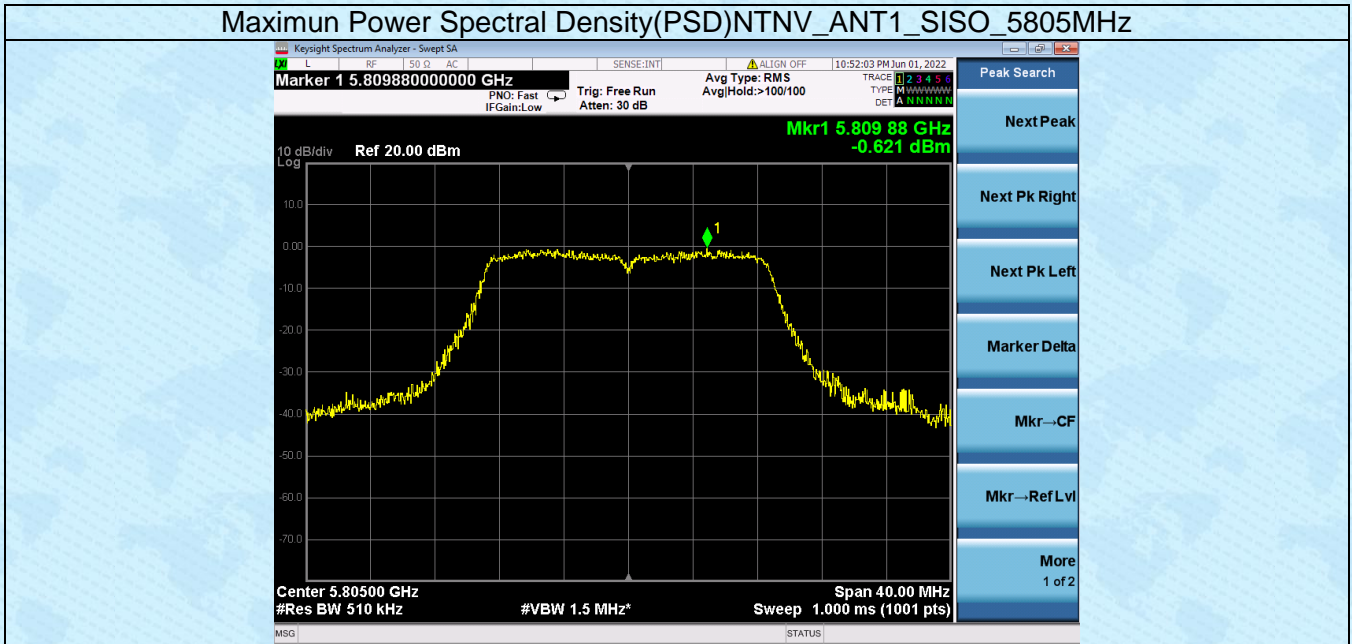 Maximun Power Spectral Density(PSD)NTNV_ANT1_SISO_5805MHz
Keysight Spectrum Analyzer - Swept SA
LXI L RF 50 Ω AC SENSE:INT ALIGN OFF 10:52:03 PM Jun 01, 2022
Marker 1 5.809880000000 GHz
PNO: Fast
IFGain:Low
Trig: Free Run
Atten: 30 dB
Avg Type: RMS
Avg|Hold:>100/100
TRACE 1 2 3 4 5 6
TYPE M WWWWW
DET A N N N N N
Peak Search
Mkr1 5.809 88 GHz
-0.621 dBm
10 dB/div Ref 20.00 dBm
Log
10.0
0.00
-10.0
-20.0
-30.0
-40.0
-50.0
-60.0
-70.0
1
Next Peak
Next Pk Right
Next Pk Left
Marker Delta
Mkr→CF
Mkr→Ref Lvl
More
1 of 2
Center 5.80500 GHz Span 40.00 MHz
#Res BW 510 kHz #VBW 1.5 MHz* Sweep 1.000 ms (1001 pts)
MSG STATUS